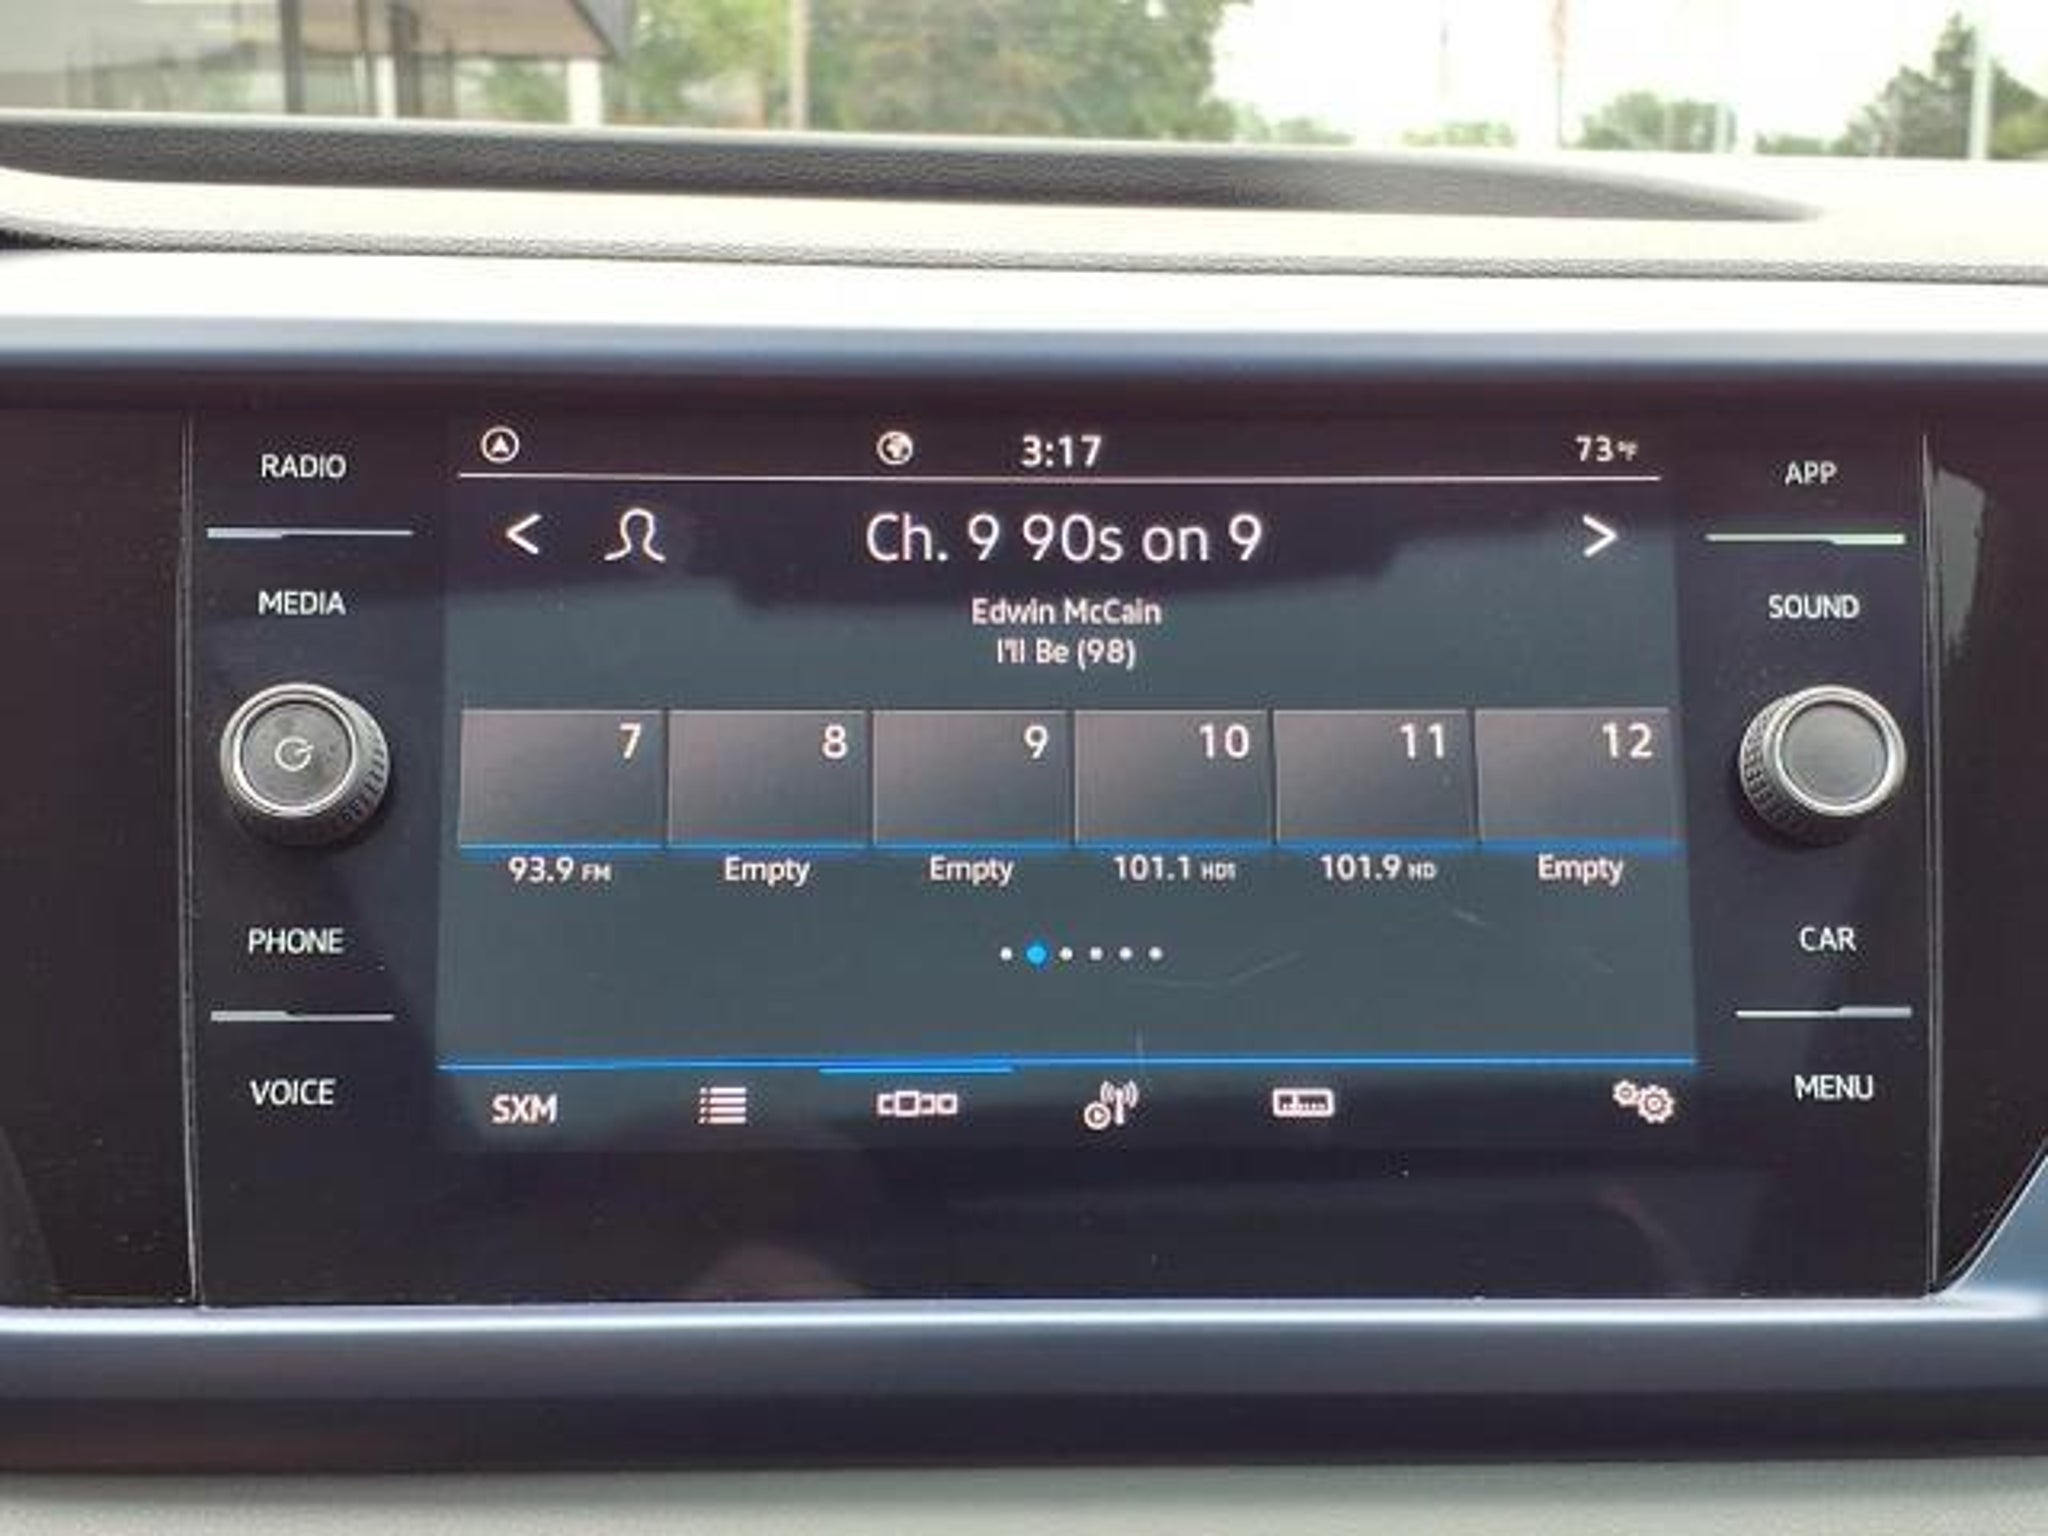 RADIO
MEDIA
PHONE
VOICE
3:17
73°F
< Ch. 9 90s on 9 >
Edwin McCain
I'll Be (98)
7 8 9 10 11 12
93.9 FM Empty Empty 101.1 HD1 101.9 HD Empty
SXM
APP
SOUND
CAR
MENU